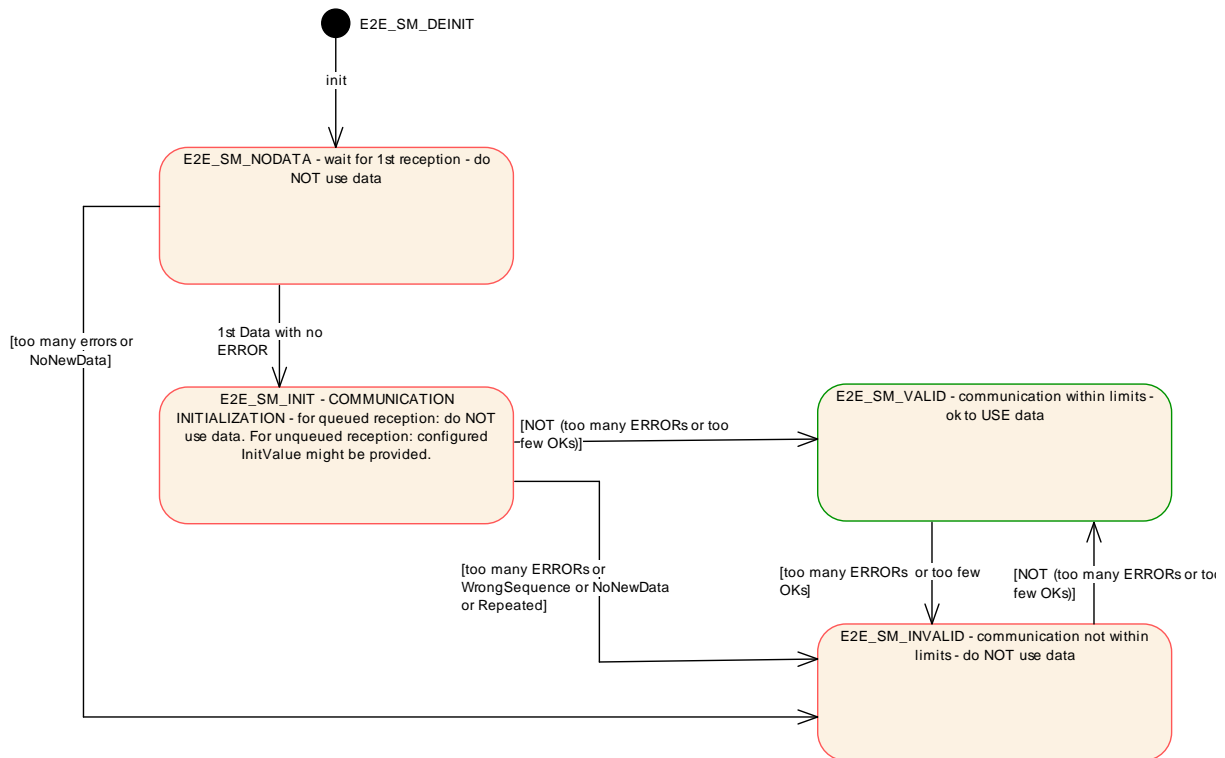 E2E_SM_DEINIT
init
E2E_SM_NODATA - wait for 1st reception - do
NOT use data
[too many errors or
NoNewData]
1st Data with no
ERROR
E2E_SM_INIT - COMMUNICATION
INITIALIZATION - for queued reception: do NOT
use data. For unqueued reception: configured
InitValue might be provided.
[NOT (too many ERRORs or too
few OKs)]
E2E_SM_VALID - communication within limits -
ok to USE data
[too many ERRORs or
WrongSequence or NoNewData
or Repeated]
[too many ERRORs or too few
OKs]
[NOT (too many ERRORs or too
few OKs)]
E2E_SM_INVALID - communication not within
limits - do NOT use data